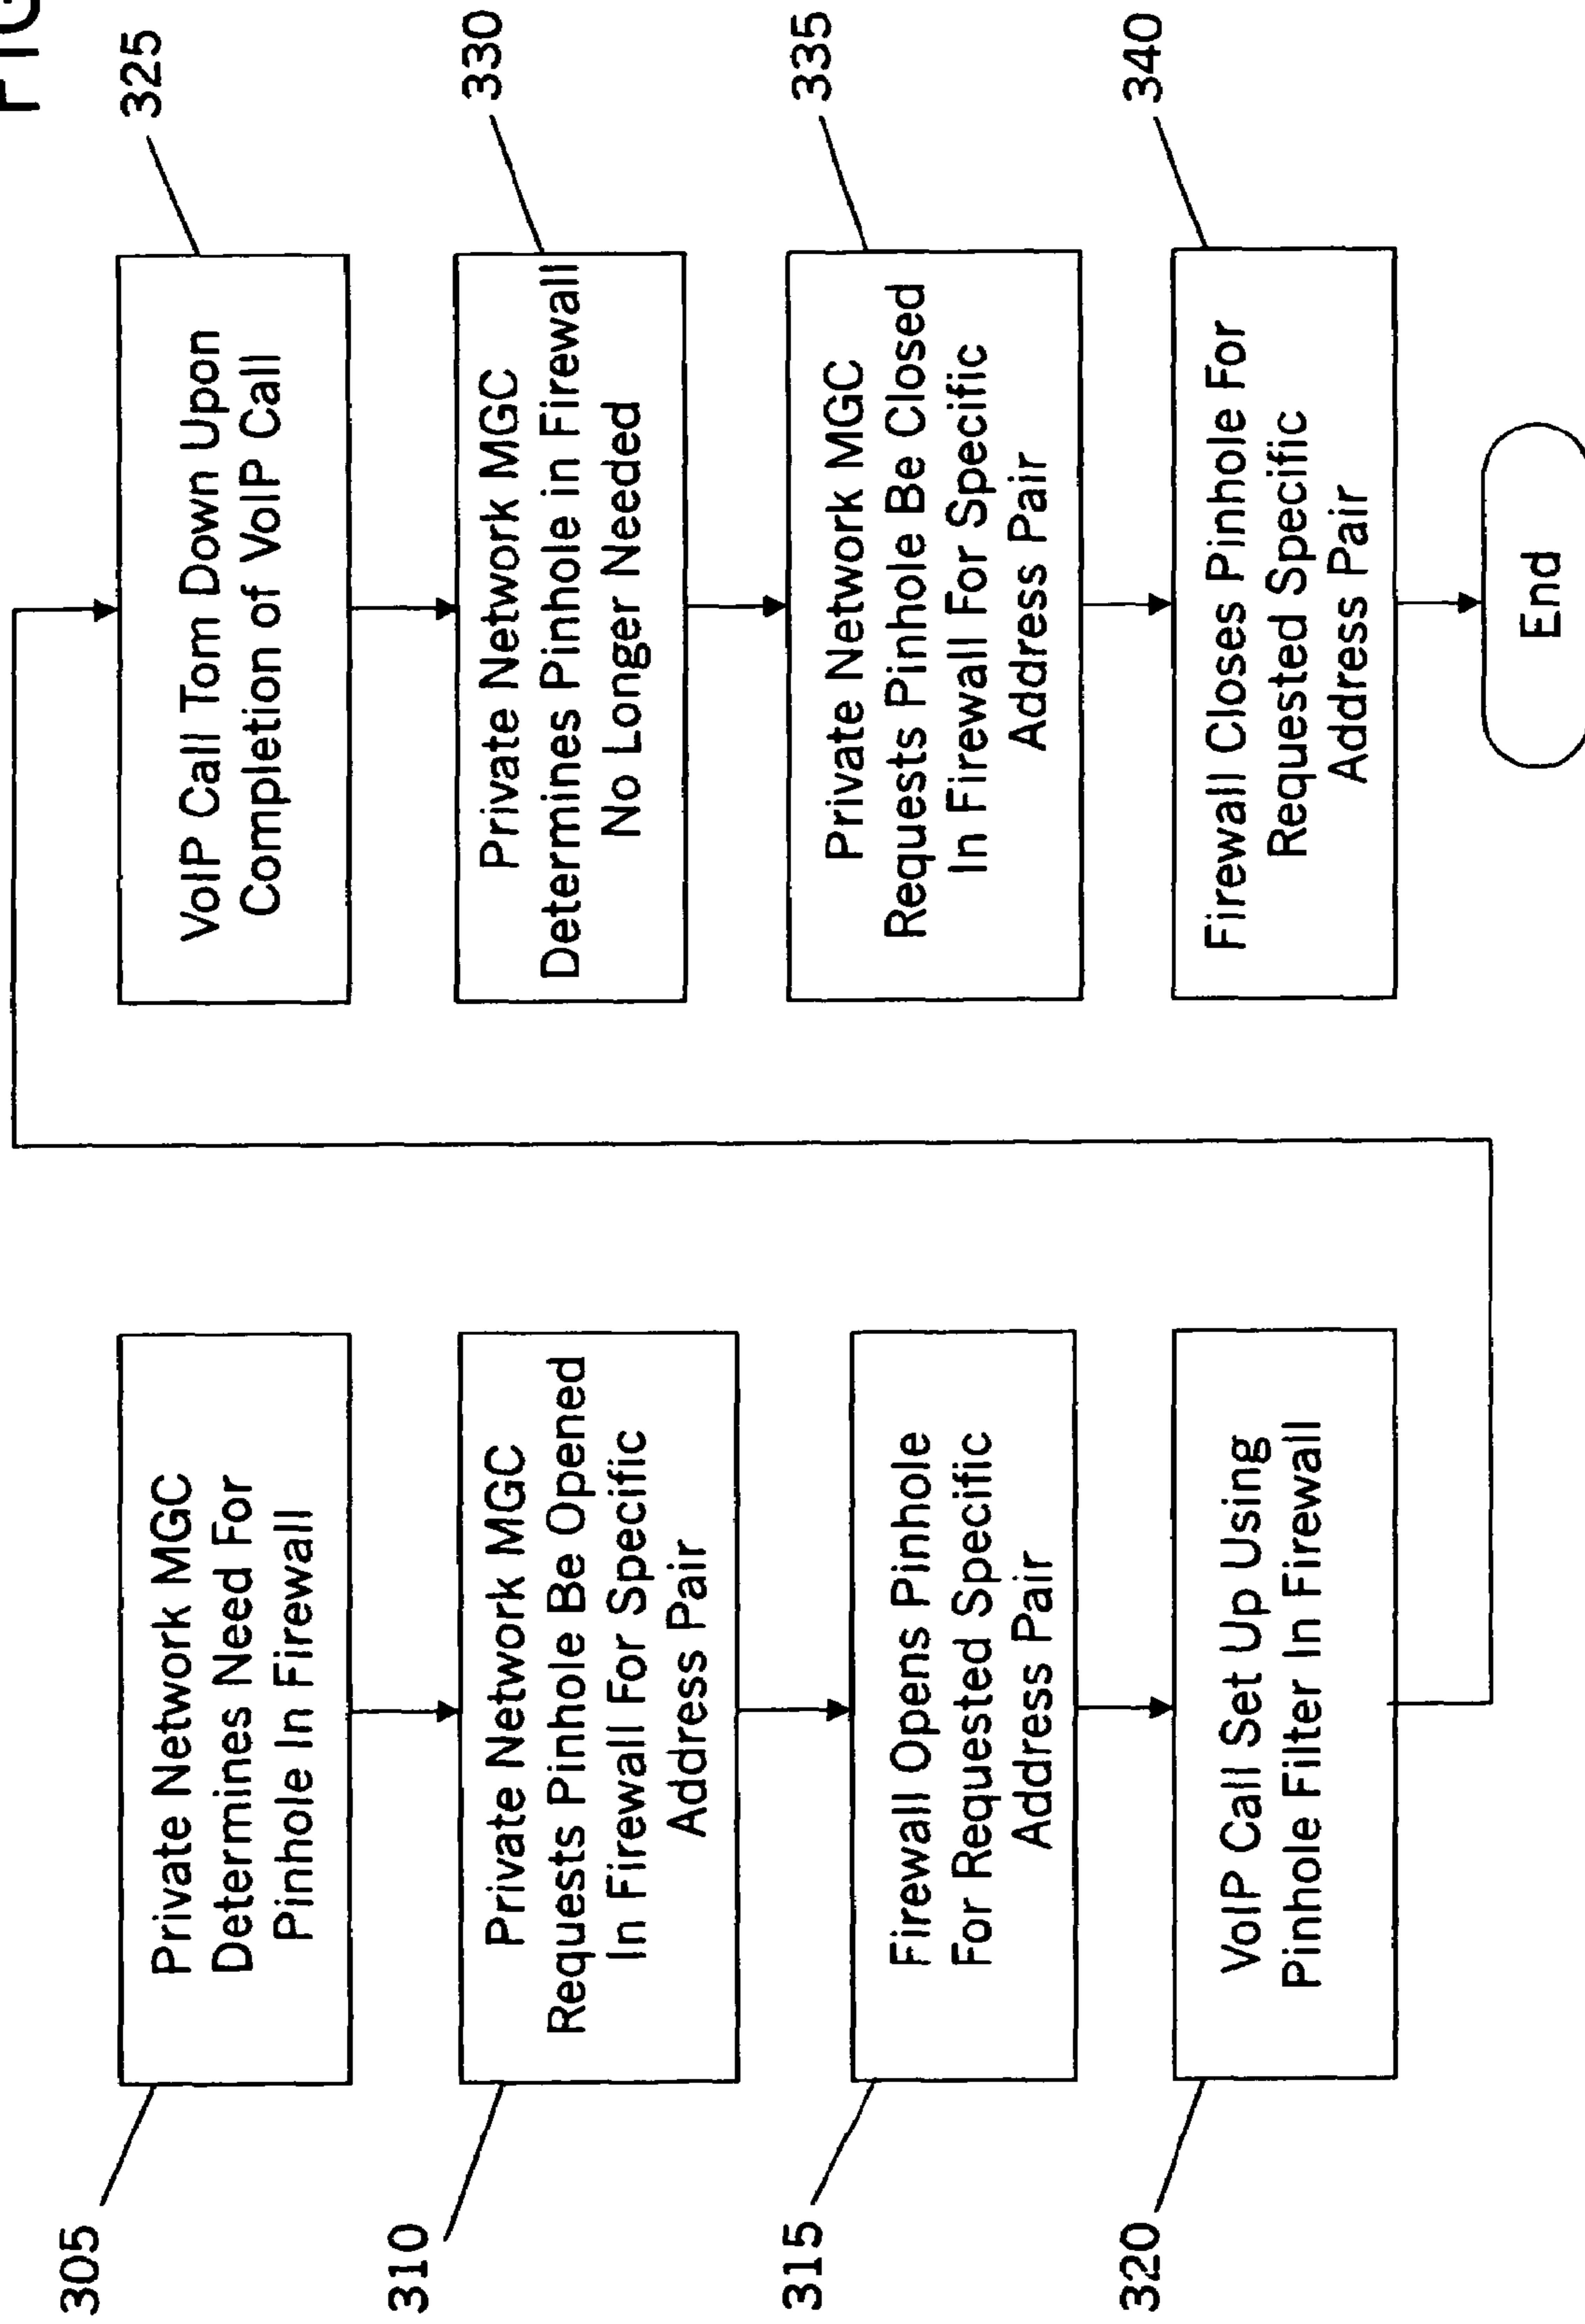 305
Private Network MGC
Determines Need For
Pinhole In Firewall
310
Private Network MGC
Requests Pinhole Be Opened
In Firewall For Specific
Address Pair
315
Firewall Opens Pinhole
For Requested Specific
Address Pair
320
VoIP Call Set Up Using
Pinhole Filter In Firewall
325
VoIP Call Tom Down Upon
Completion of VoIP Call
330
Private Network MGC
Determines Pinhole in Firewall
No Longer Needed
335
Private Network MGC
Requests Pinhole Be Closed
In Firewall For Specific
Address Pair
340
Firewall Closes Pinhole For
Requested Specific
Address Pair
End